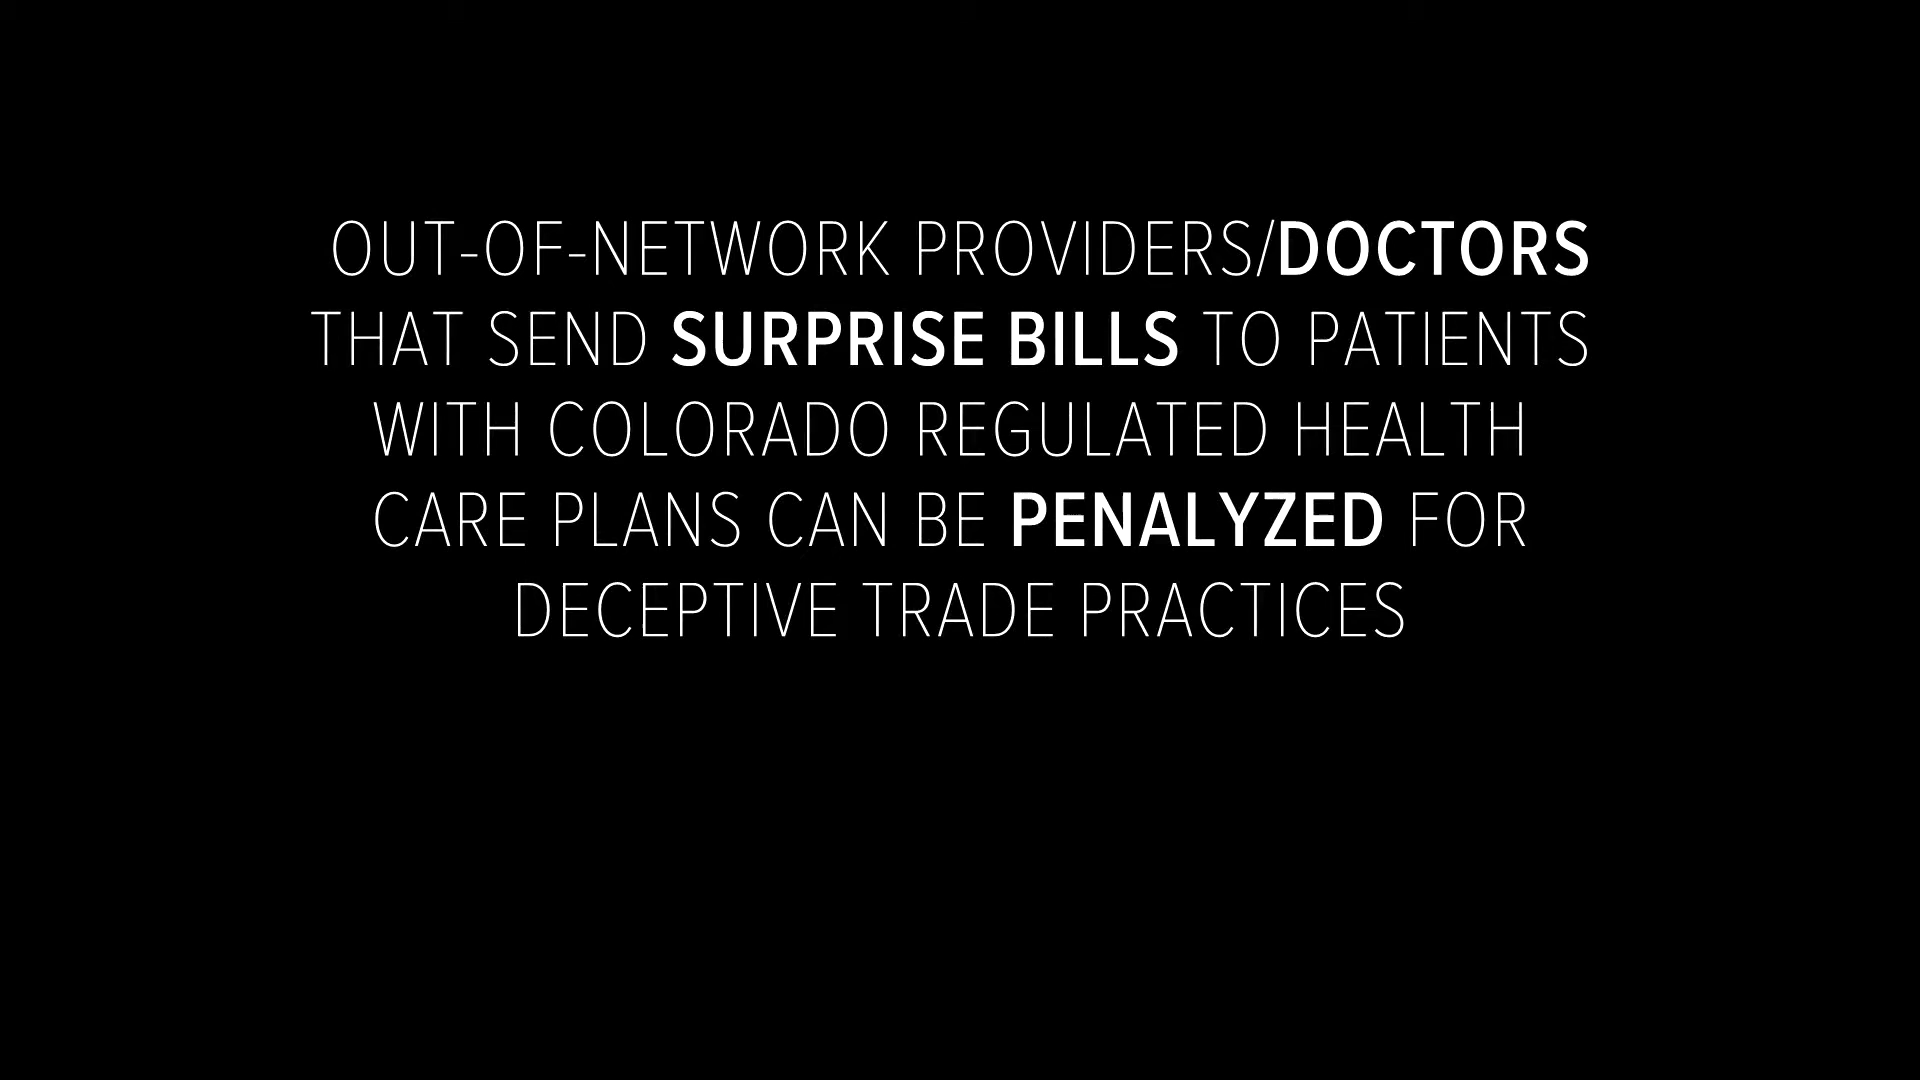 OUT-OF-NETWORK PROVIDERS/DOCTORS
THAT SEND SURPRISE BILLS TO PATIENTS
WITH COLORADO REGULATED HEALTH
CARE PLANS CAN BE PENALYZED FOR
DECEPTIVE TRADE PRACTICES